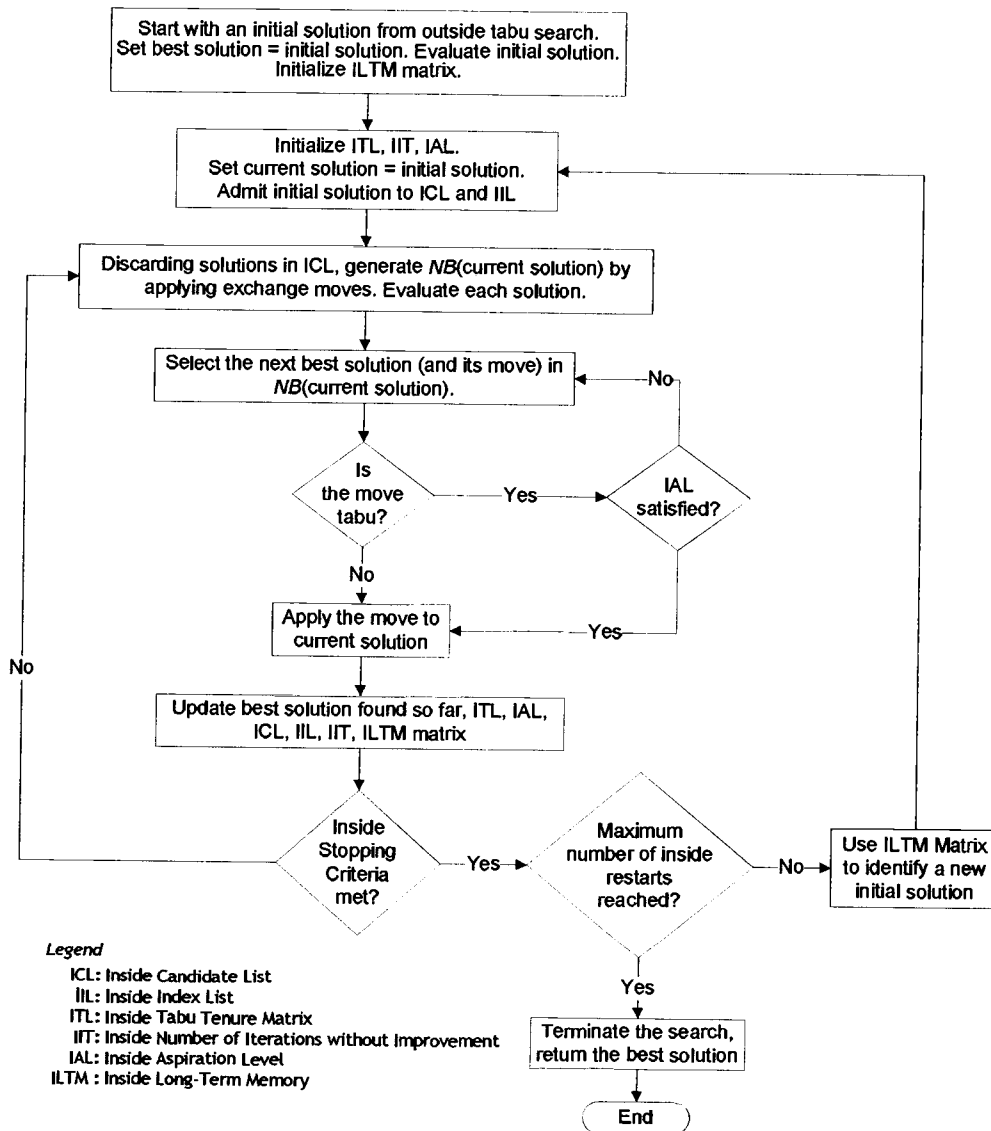 Start with an initial solution from outside tabu search.
Set best solution = initial solution. Evaluate initial solution.
Initialize ILTM matrix.
Initialize ITL, IIT, IAL.
Set current solution = initial solution.
Admit initial solution to ICL and IIL
Discarding solutions in ICL, generate NB(current solution) by
applying exchange moves. Evaluate each solution.
Select the next best solution (and its move) in
NB(current solution).
No
Is
the move
tabu?
Yes
IAL
satisfied?
No
Apply the move to
current solution
Yes
No
Update best solution found so far, ITL, IAL,
ICL, IIL, IIT, ILTM matrix
Inside
Stopping
Criteria
met?
Yes
Maximum
number of inside
restarts
reached?
No
Use ILTM Matrix
to identify a new
initial solution
Legend
ICL: Inside Candidate List
IIL: Inside Index List
ITL: Inside Tabu Tenure Matrix
IIT: Inside Number of Iterations without Improvement
IAL: Inside Aspiration Level
ILTM : Inside Long-Term Memory
Yes
Terminate the search,
return the best solution
End